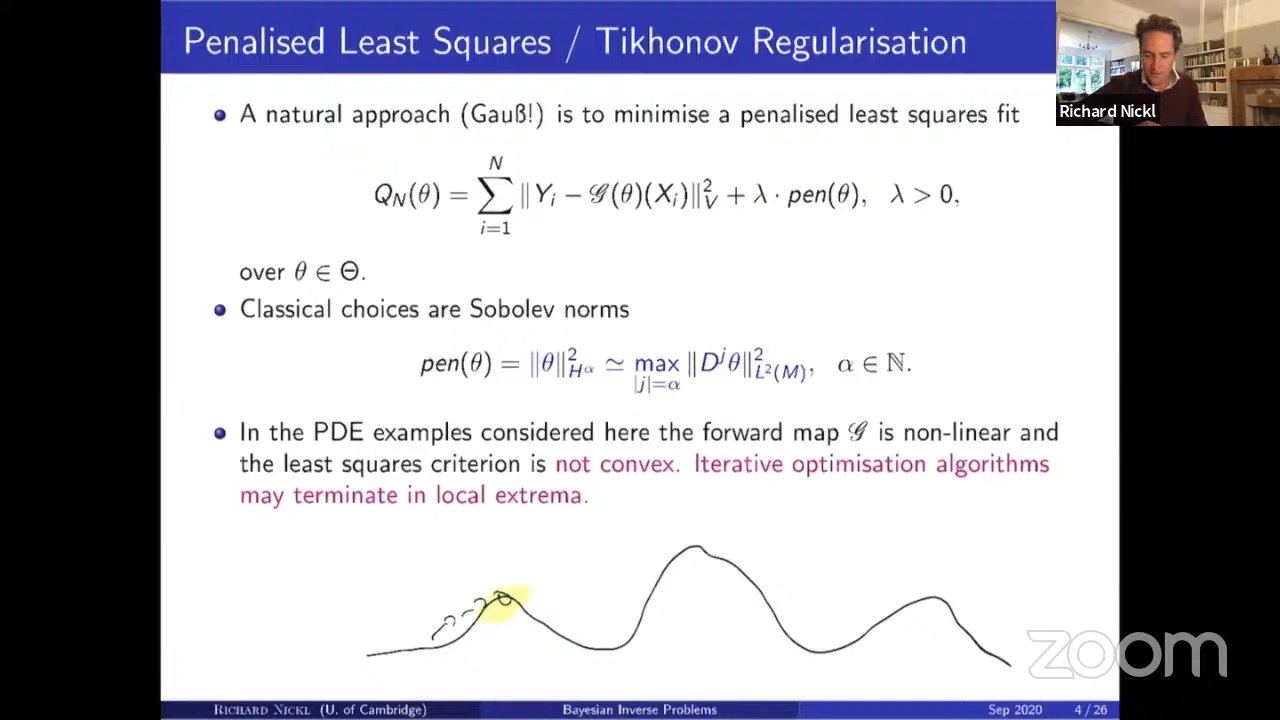 Penalised Least Squares / Tikhonov Regularisation
Richard Nickl
A natural approach (Gauß!) is to minimise a penalised least squares fit
Q_N(θ) = ∑_{i=1}^{N} ‖Y_i − 𝒢(θ)(X_i)‖²_V + λ · pen(θ), λ > 0,
over θ ∈ Θ.
Classical choices are Sobolev norms
pen(θ) = ‖θ‖²_{H^α} ≃ max_{|j|=α} ‖D^jθ‖²_{L²(M)}, α ∈ ℕ.
In the PDE examples considered here the forward map 𝒢 is non-linear and
the least squares criterion is not convex. Iterative optimisation algorithms
may terminate in local extrema.
zoom
Richard Nickl (U. of Cambridge) Bayesian Inverse Problems Sep 2020 4 / 26